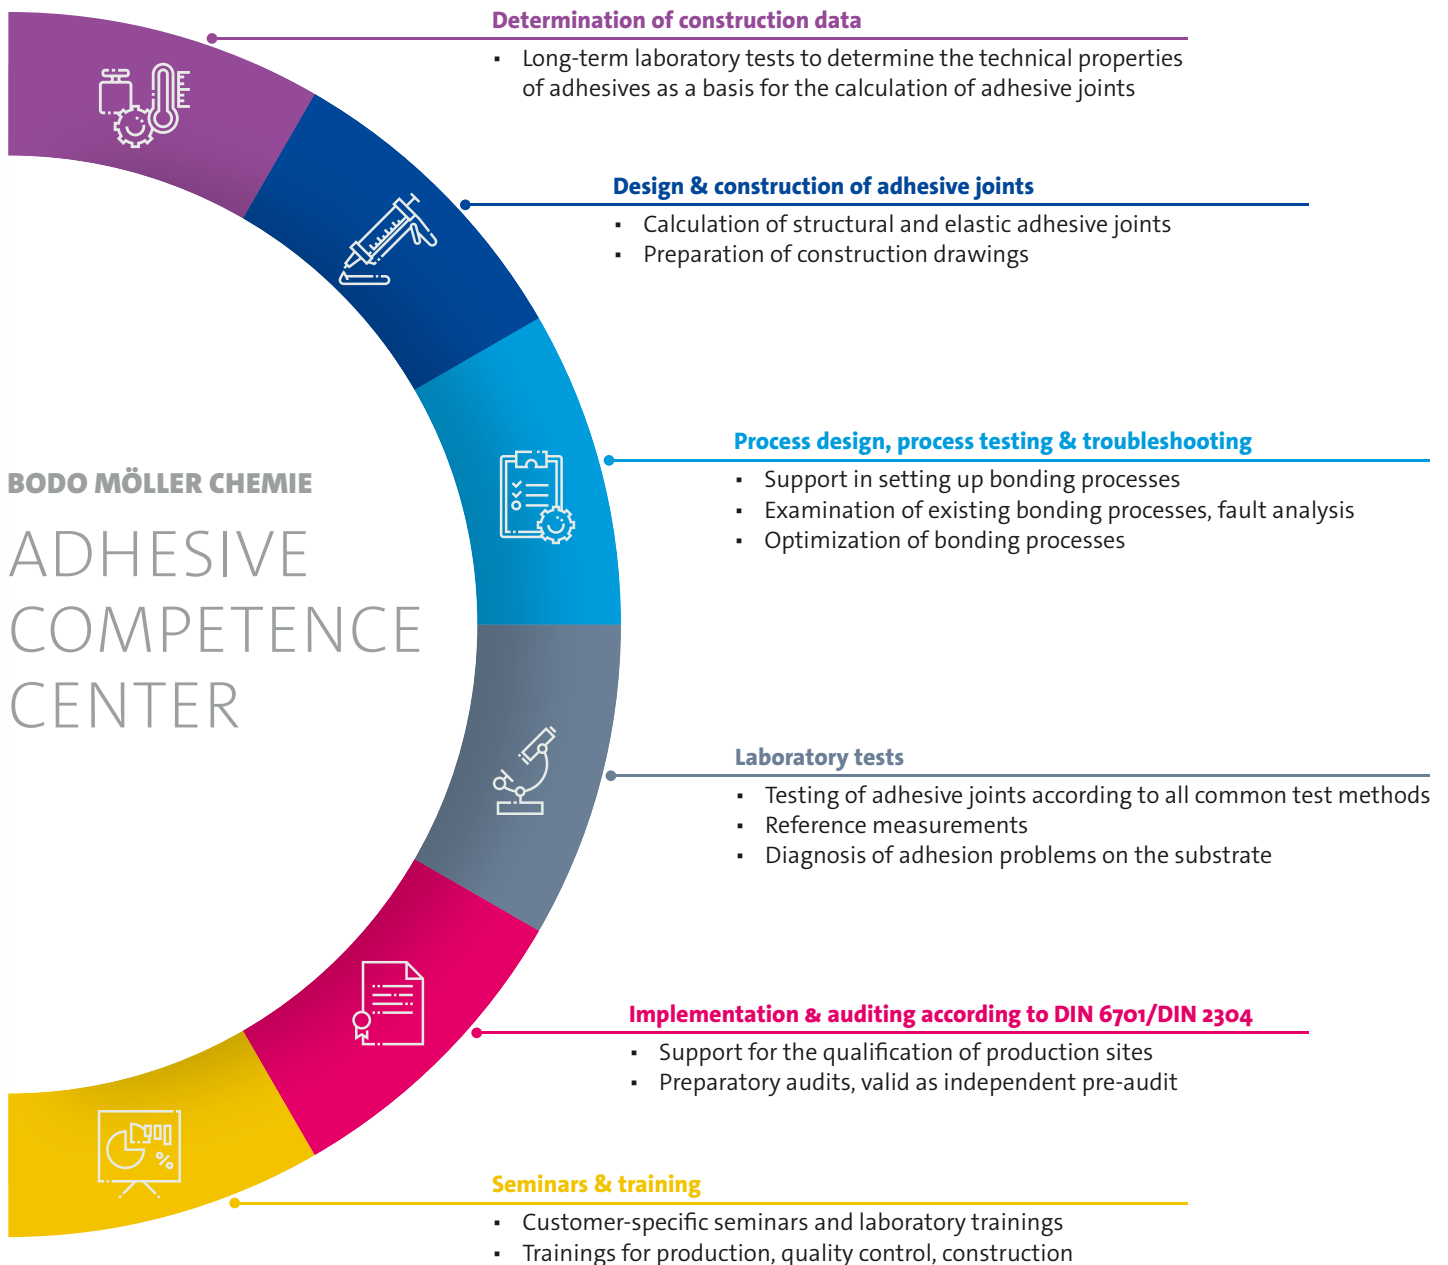 Determination of construction data
▪ Long-term laboratory tests to determine the technical properties
of adhesives as a basis for the calculation of adhesive joints
Design & construction of adhesive joints
▪ Calculation of structural and elastic adhesive joints
▪ Preparation of construction drawings
Process design, process testing & troubleshooting
▪ Support in setting up bonding processes
▪ Examination of existing bonding processes, fault analysis
▪ Optimization of bonding processes
BODO MÖLLER CHEMIE
ADHESIVE
COMPETENCE
CENTER
Laboratory tests
▪ Testing of adhesive joints according to all common test methods
▪ Reference measurements
▪ Diagnosis of adhesion problems on the substrate
Implementation & auditing according to DIN 6701/DIN 2304
▪ Support for the qualification of production sites
▪ Preparatory audits, valid as independent pre-audit
%
Seminars & training
▪ Customer-specific seminars and laboratory trainings
▪ Trainings for production, quality control, construction